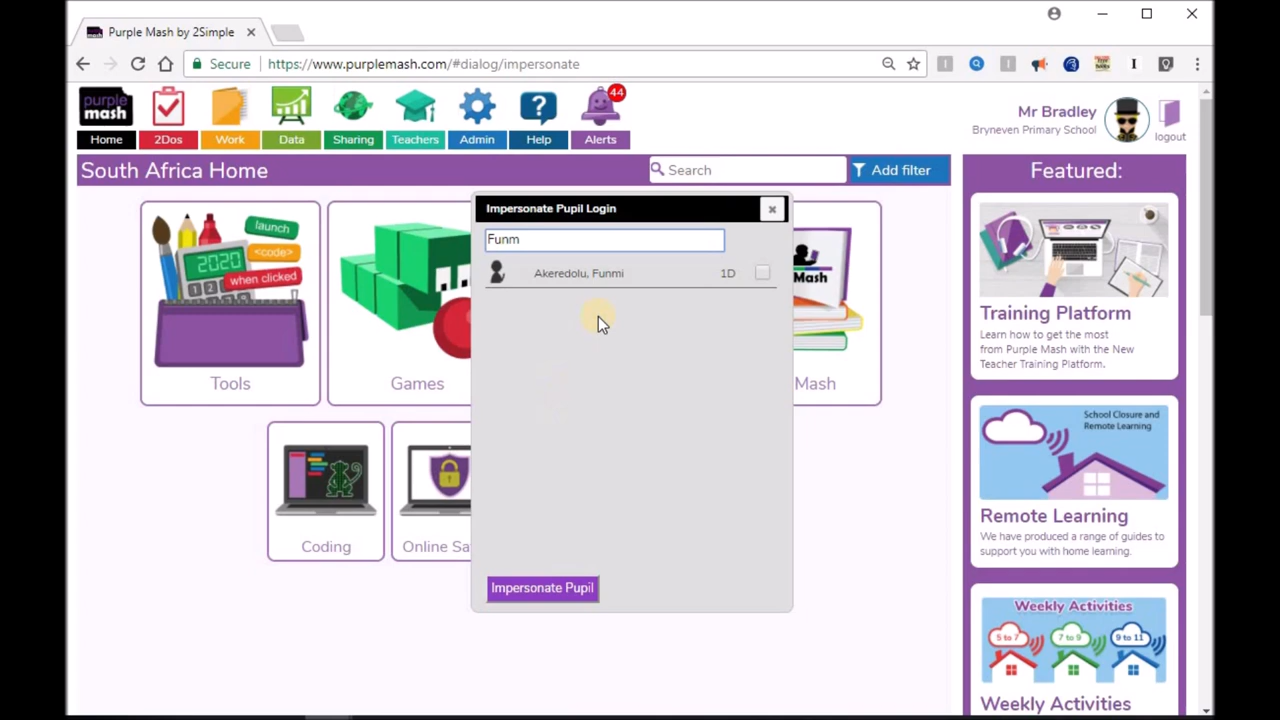 Purple Mash by 2Simple
Secure
https://www.purplemash.com/#dialog/impersonate
purple
mash
44
Home
2Dos
Work
Data
Sharing
Teachers
Admin
Help
Alerts
Mr Bradley
Bryneven Primary School
logout
South Africa Home
Search
Add filter
Featured:
launch
<code>
2020
when clicked
Tools
Games
Mash
Mash
Coding
Online Sa
Impersonate Pupil Login
Funm
Akeredolu, Funmi
1D
Impersonate Pupil
Training Platform
Learn how to get the most
from Purple Mash with the New
Teacher Training Platform.
School Closure and
Remote Learning
Remote Learning
We have produced a range of guides to
support you with home learning.
Weekly Activities
5 to 7
7 to 9
9 to 11
Weekly Activities